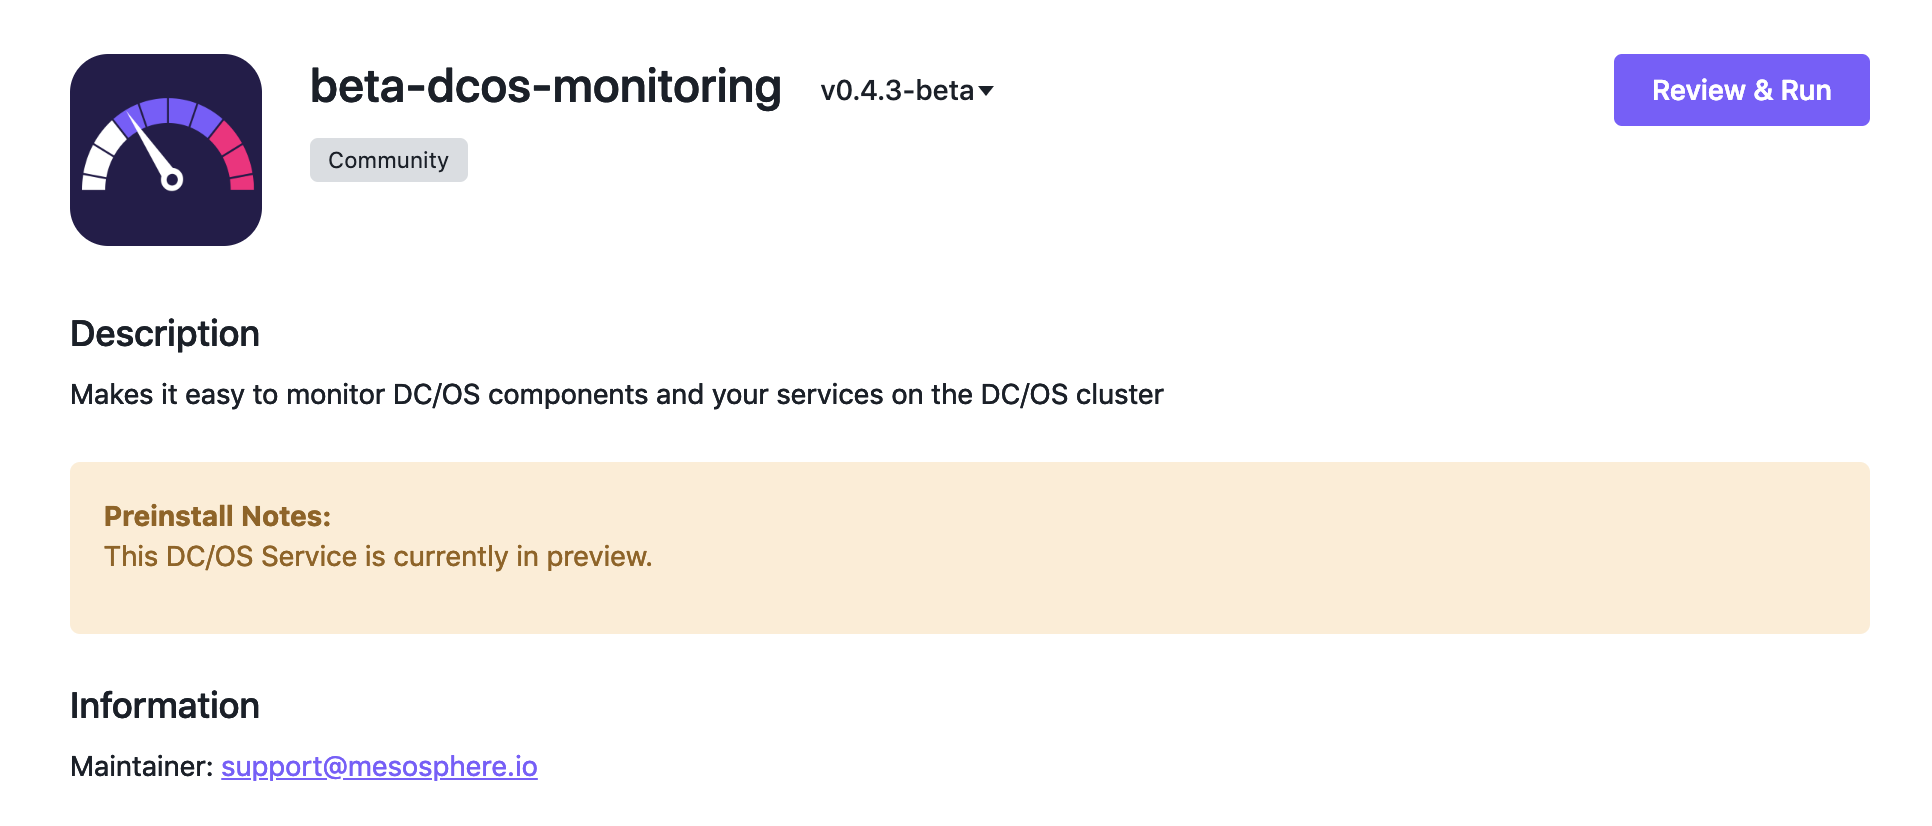 beta-dcos-monitoring
v0.4.3-beta
Review & Run
Community
Description
Makes it easy to monitor DC/OS components and your services on the DC/OS cluster
Preinstall Notes:
This DC/OS Service is currently in preview.
Information
Maintainer: support@mesosphere.io